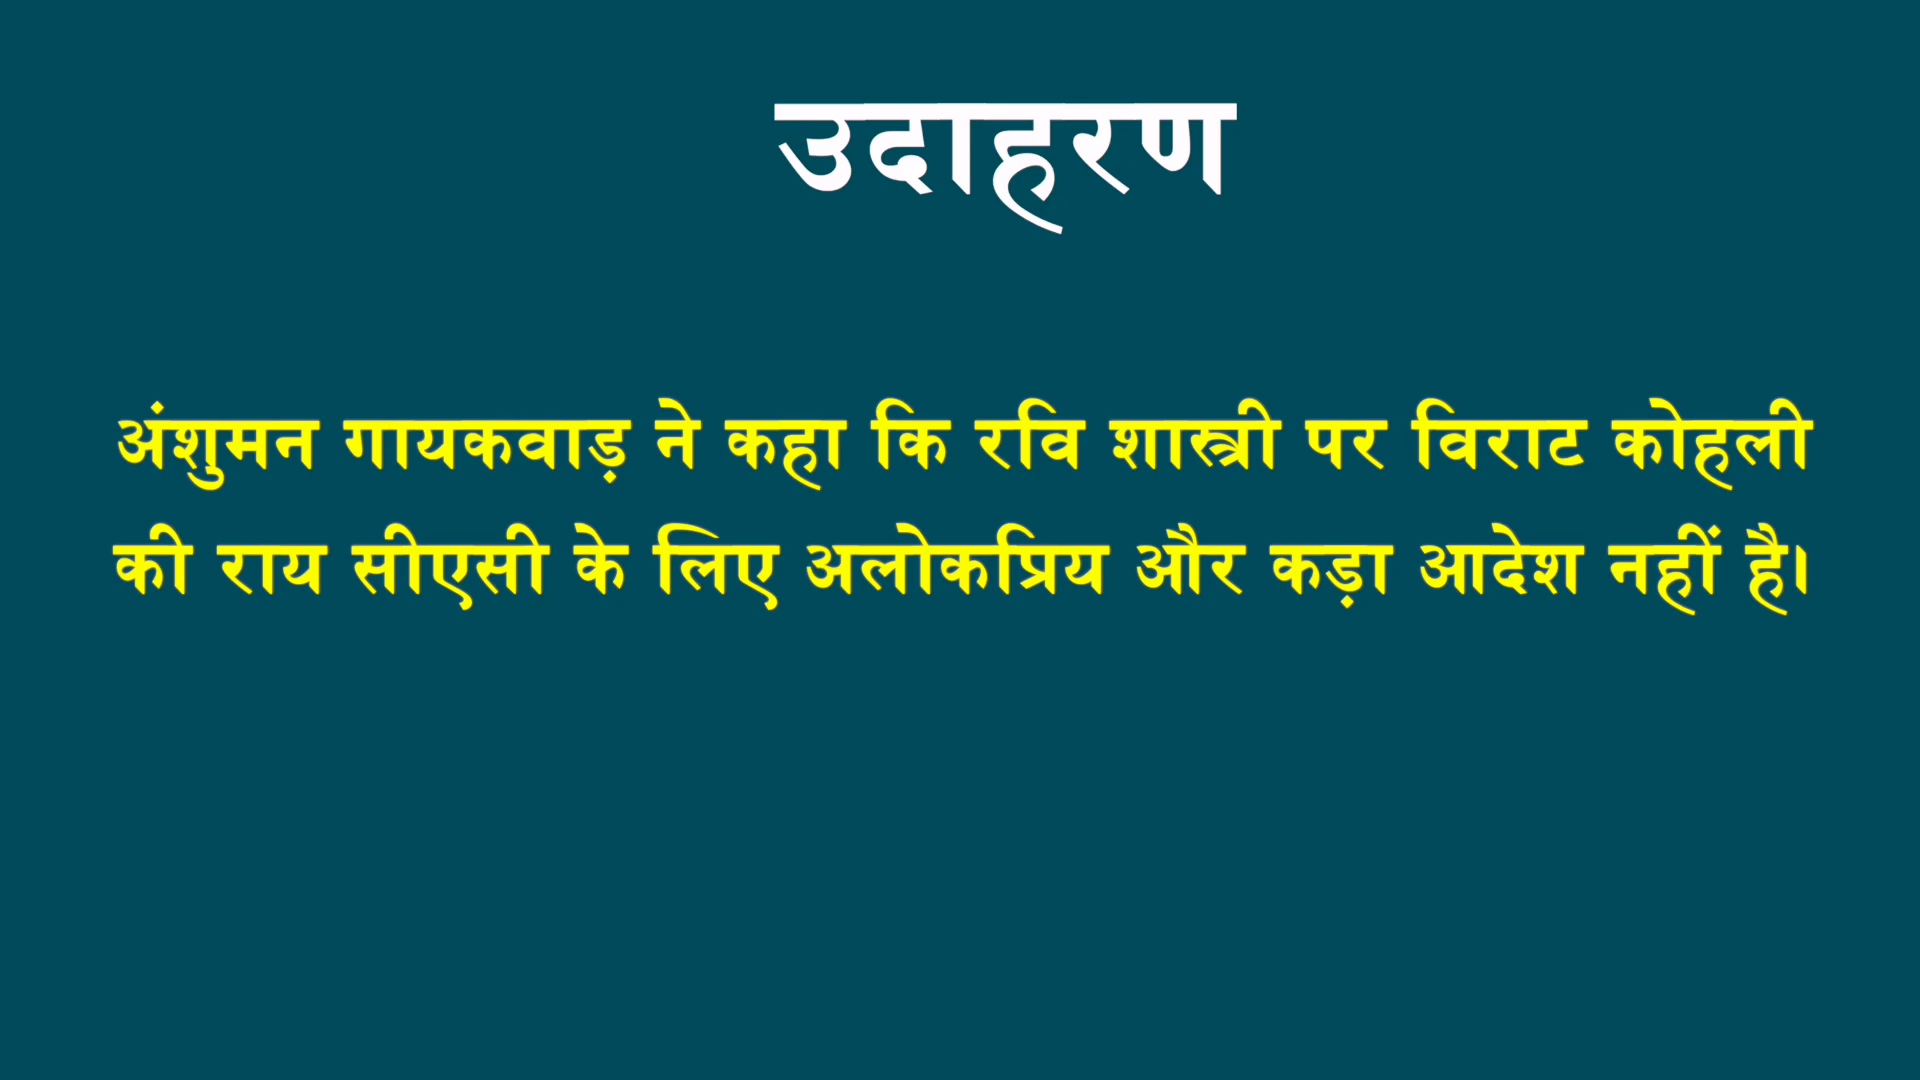 उदाहरण
अंशुमन गायकवाड़ ने कहा कि रवि शास्त्री पर विराट कोहली
की राय सीएसी के लिए अलोकप्रिय और कड़ा आदेश नहीं है।